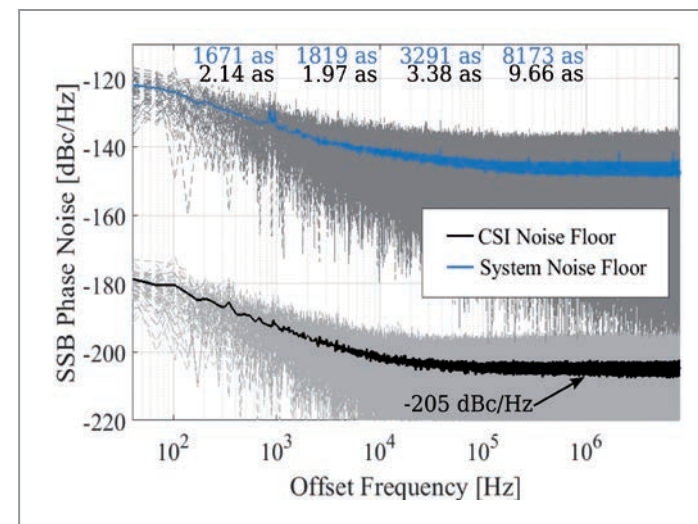 1671 as 1819 as 3291 as 8173 as
2.14 as 1.97 as 3.38 as 9.66 as
SSB Phase Noise [dBc/Hz]
-120
-140
-160
-180
-200
-220
CSI Noise Floor
System Noise Floor
-205 dBc/Hz
10² 10³ 10⁴ 10⁵ 10⁶
Offset Frequency [Hz]